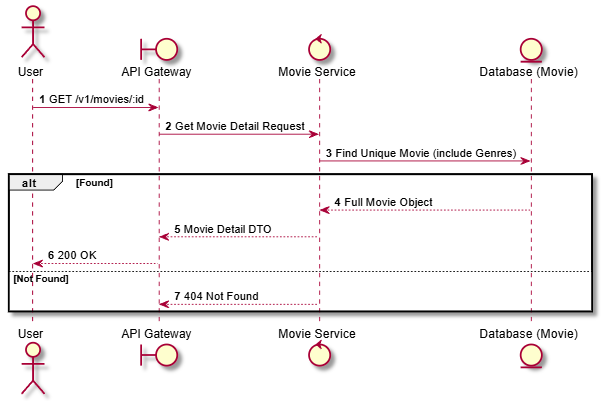 User
API Gateway
Movie Service
Database (Movie)
1 GET /v1/movies/:id
2 Get Movie Detail Request
3 Find Unique Movie (include Genres)
alt [Found]
4 Full Movie Object
5 Movie Detail DTO
6 200 OK
[Not Found]
7 404 Not Found
User
API Gateway
Movie Service
Database (Movie)